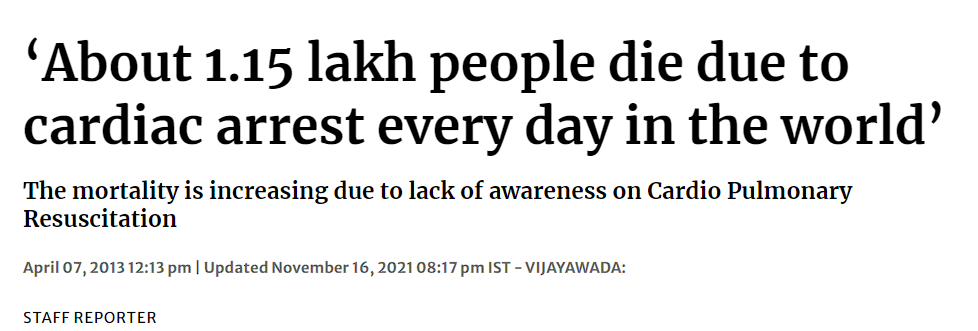 ‘About 1.15 lakh people die due to
cardiac arrest every day in the world’
The mortality is increasing due to lack of awareness on Cardio Pulmonary
Resuscitation
April 07, 2013 12:13 pm | Updated November 16, 2021 08:17 pm IST - VIJAYAWADA:
STAFF REPORTER